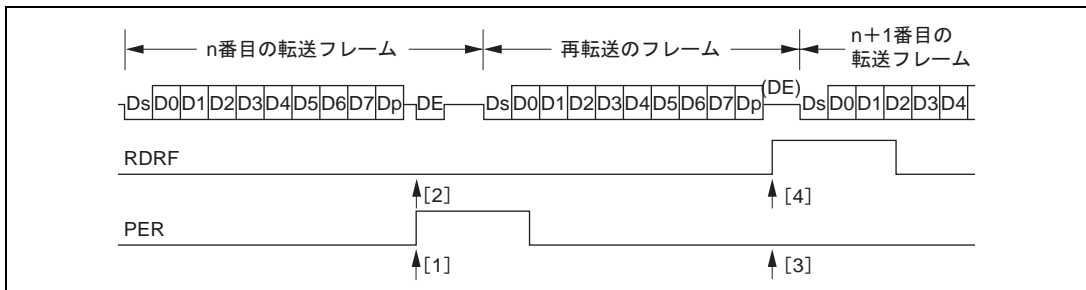 n番目の転送フレーム
再転送のフレーム
n+1番目の
転送フレーム
Ds D0 D1 D2 D3 D4 D5 D6 D7 Dp DE Ds D0 D1 D2 D3 D4 D5 D6 D7 Dp (DE) Ds D0 D1 D2 D3 D4
RDRF
[2] [4]
PER
[1] [3]